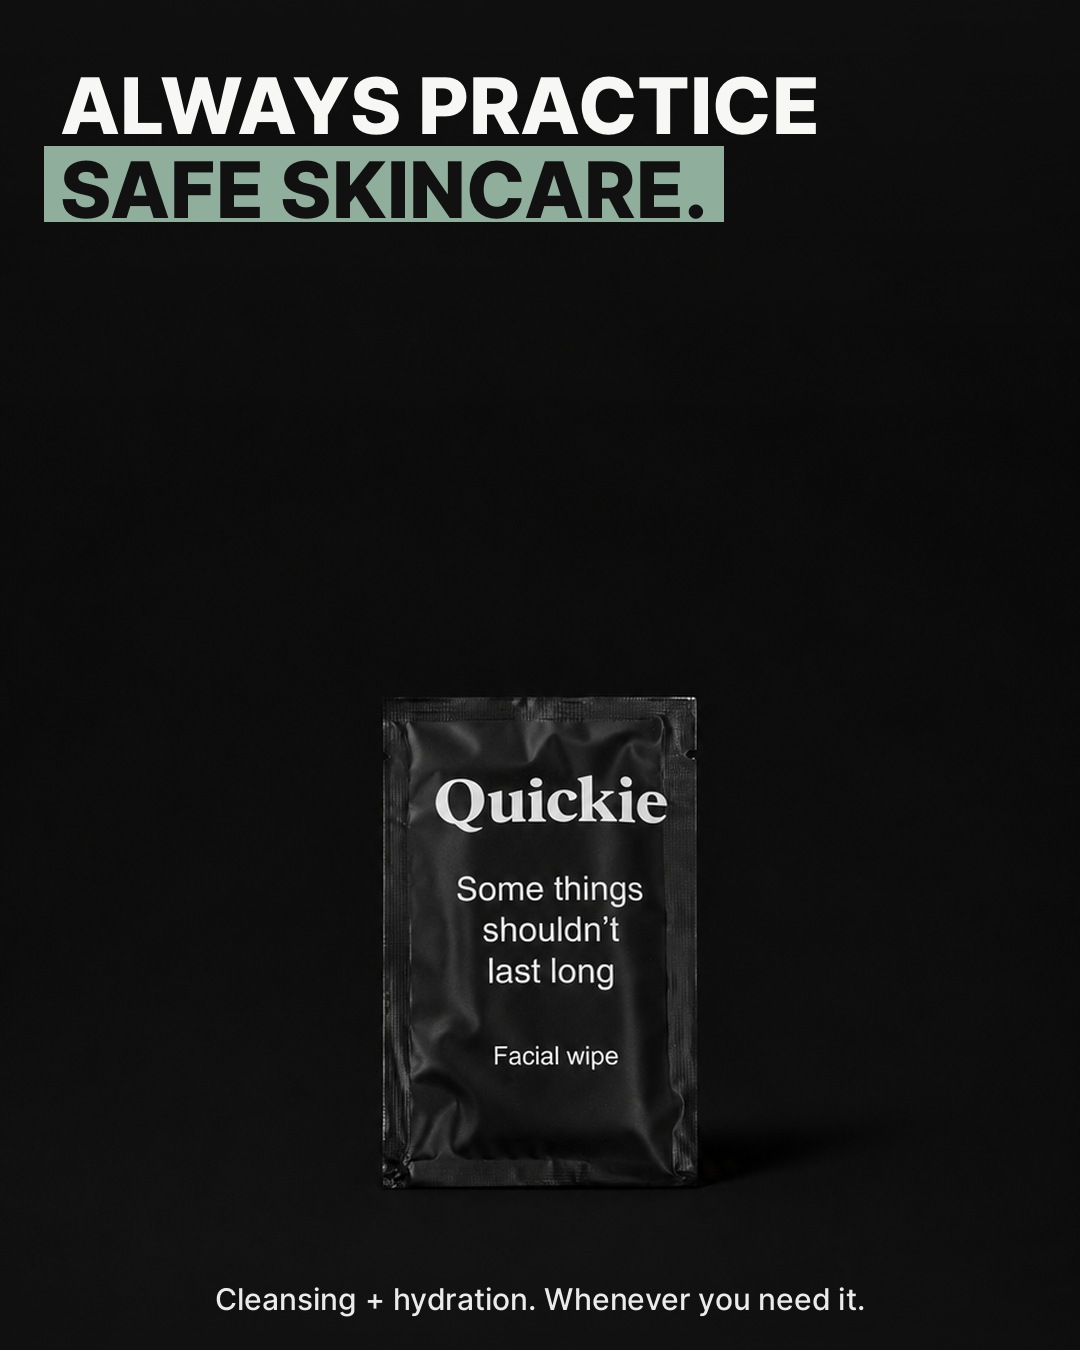 ALWAYS PRACTICE
SAFE SKINCARE.
Quickie
Some things
shouldn’t
last long
Facial wipe
Cleansing + hydration. Whenever you need it.